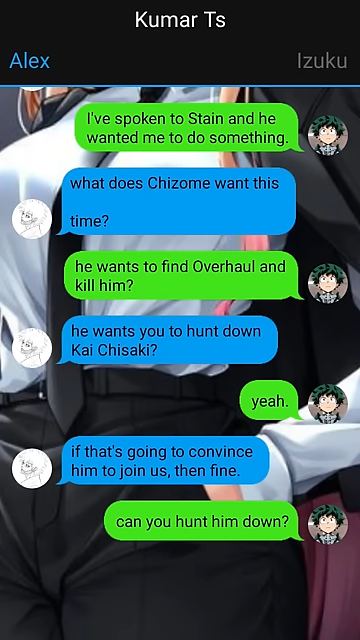 Kumar Ts
Alex
Izuku
I've spoken to Stain and he
wanted me to do something.
what does Chizome want this
time?
he wants to find Overhaul and
kill him?
he wants you to hunt down
Kai Chisaki?
yeah.
if that's going to convince
him to join us, then fine.
can you hunt him down?